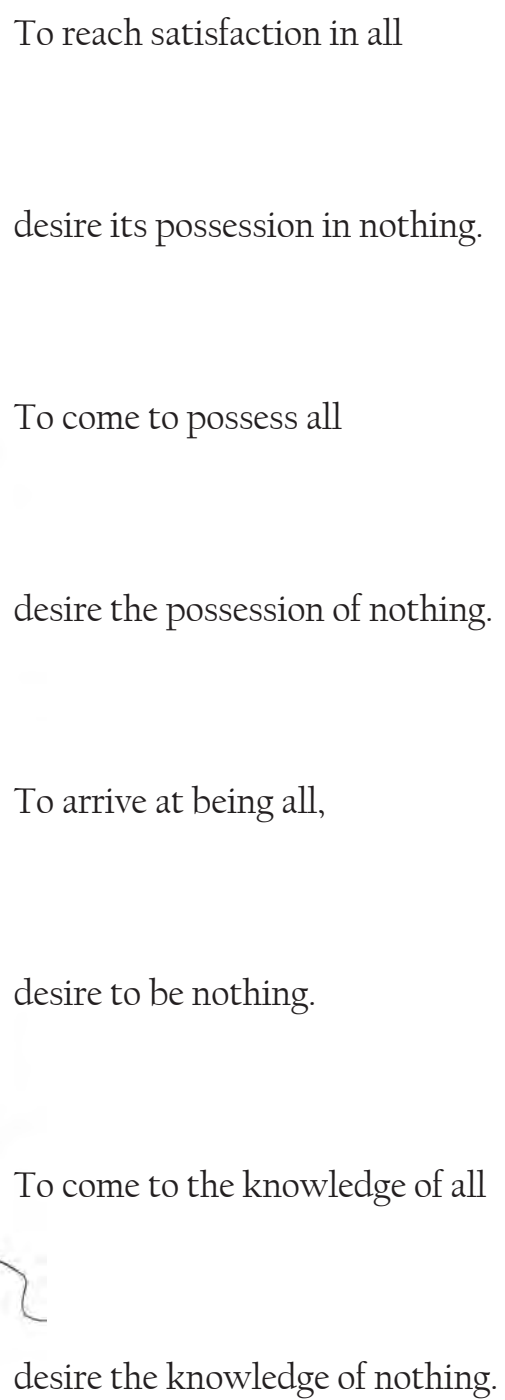 To reach satisfaction in all
desire its possession in nothing.
To come to possess all
desire the possession of nothing.
To arrive at being all,
desire to be nothing.
To come to the knowledge of all
desire the knowledge of nothing.